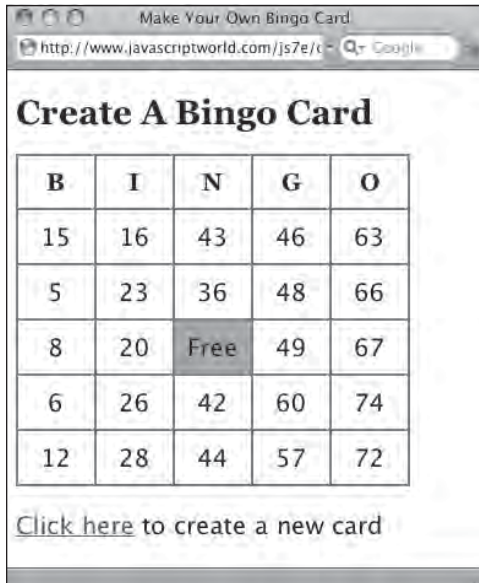 Make Your Own Bingo Card
http://www.javascriptworld.com/js7e/c Google
Create A Bingo Card
B I N G O
15 16 43 46 63
5 23 36 48 66
8 20 Free 49 67
6 26 42 60 74
12 28 44 57 72
Click here to create a new card